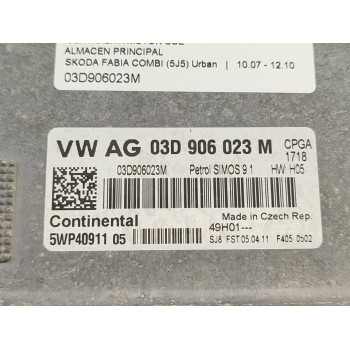 ALMACEN PRINCIPAL
SKODA FABIA COMBI (5J5) Urban | 10.07 - 12.10
03D906023M
VW AG 03D 906 023 M CPGA
1718
03D906023M Petrol SIMOS 9.1 HW H05
Continental Made in Czech Rep.
5WP40911 05 49H01---
SJ8 FST 05.04.11 F405 0502